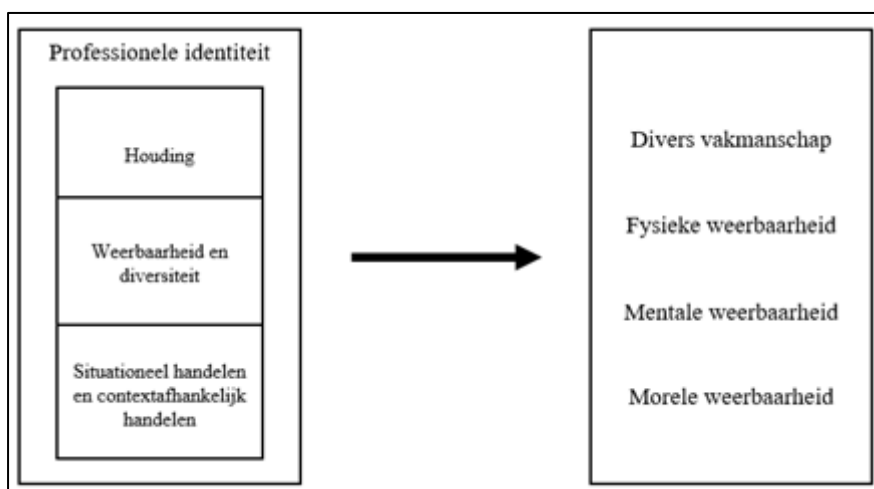 Professionele identiteit
Houding
Weerbaarheid en
diversiteit
Situationeel handelen
en contextafhankelijk
handelen
Divers vakmanschap
Fysieke weerbaarheid
Mentale weerbaarheid
Morele weerbaarheid